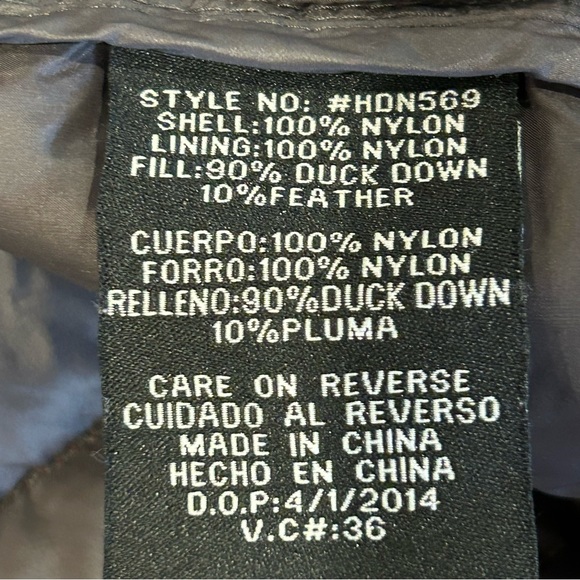 STYLE NO: #HDN569
SHELL:100% NYLON
LINING:100% NYLON
FILL:90% DUCK DOWN
10%FEATHER
CUERPO:100% NYLON
FORRO:100% NYLON
RELLENO:90%DUCK DOWN
10%PLUMA
CARE ON REVERSE
CUIDADO AL REVERSO
MADE IN CHINA
HECHO EN CHINA
D.O.P:4/1/2014
V.C#:36